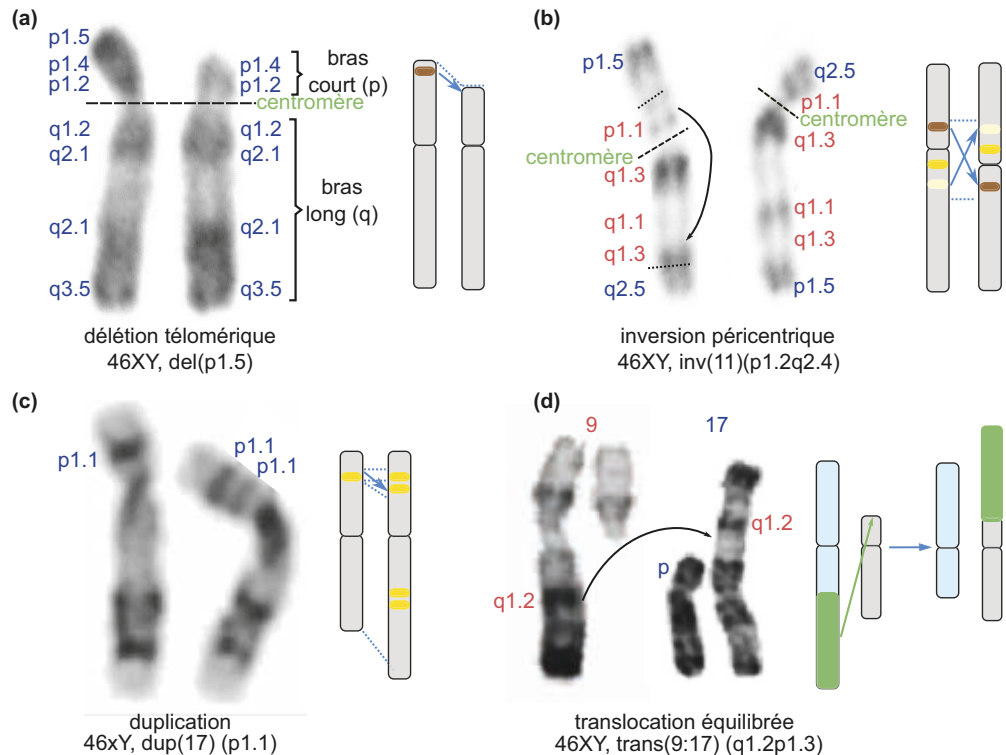 (a)
p1.5
p1.4
p1.2
p1.4
p1.2
bras
court (p)
centromère
q1.2
q2.1
q1.2
q2.1
q2.1
q2.1
bras
long (q)
q3.5
q3.5
délétion télomérique
46XY, del(p1.5)
(b)
p1.5
p1.1
centromère
q1.3
q1.1
q1.3
q2.5
q2.5
p1.1
centromère
q1.3
q1.1
q1.3
p1.5
inversion péricentrique
46XY, inv(11)(p1.2q2.4)
(c)
p1.1
p1.1
p1.1
duplication
46xY, dup(17) (p1.1)
(d)
9
17
q1.2
q1.2
p
translocation équilibrée
46XY, trans(9:17) (q1.2p1.3)